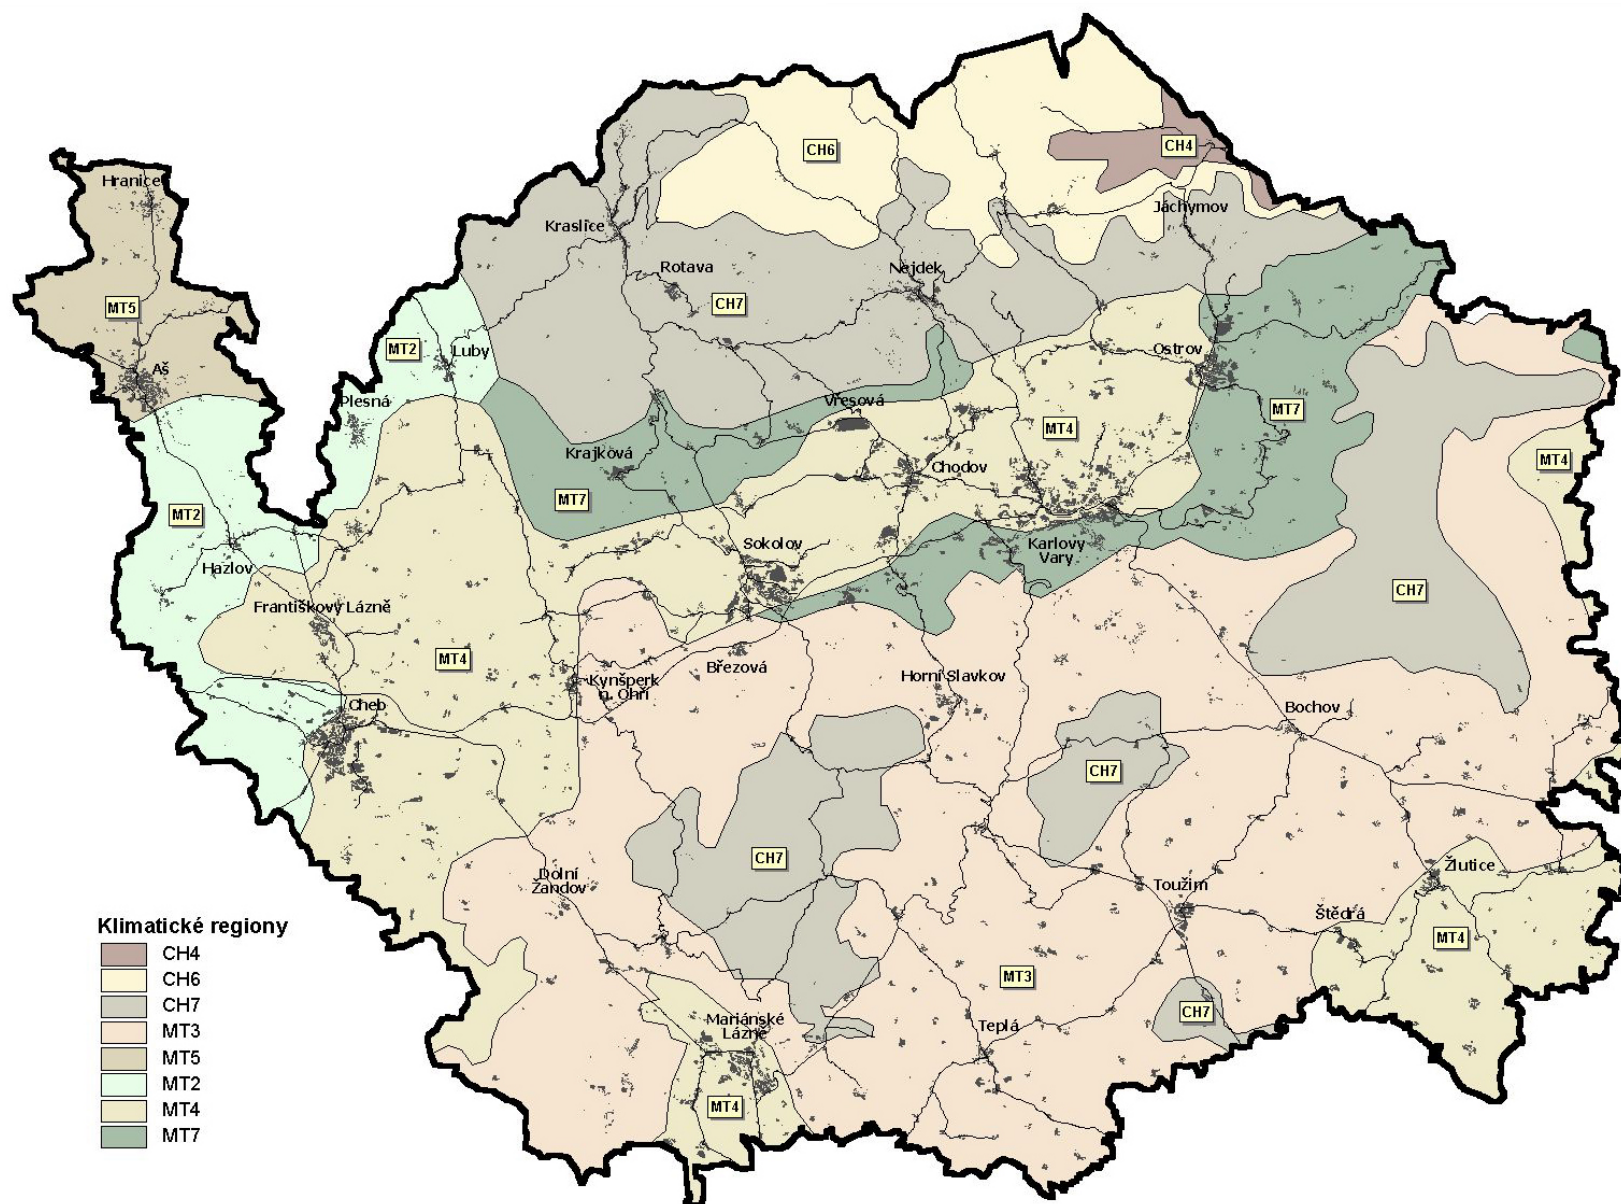 CH6
CH4
Hranice
Jáchymov
Kraslice
Rotava
Nejdek
MT5
CH7
MT2
Luby
Ostrov
Aš
Plesná
Vřesová
MT7
MT4
Krajková
Chodov
MT4
MT7
MT2
Sokolov
Karlovy
Vary
Hazlov
CH7
Františkovy Lázně
MT4
Březová
Kynšperk
n. Ohří
Horní Slavkov
Cheb
Bochov
CH7
CH7
Dolní
Žandov
Toužim
Žlutice
Štědrá
MT4
MT3
CH7
Mariánské
Lázně
Teplá
MT4
Klimatické regiony
CH4
CH6
CH7
MT3
MT5
MT2
MT4
MT7